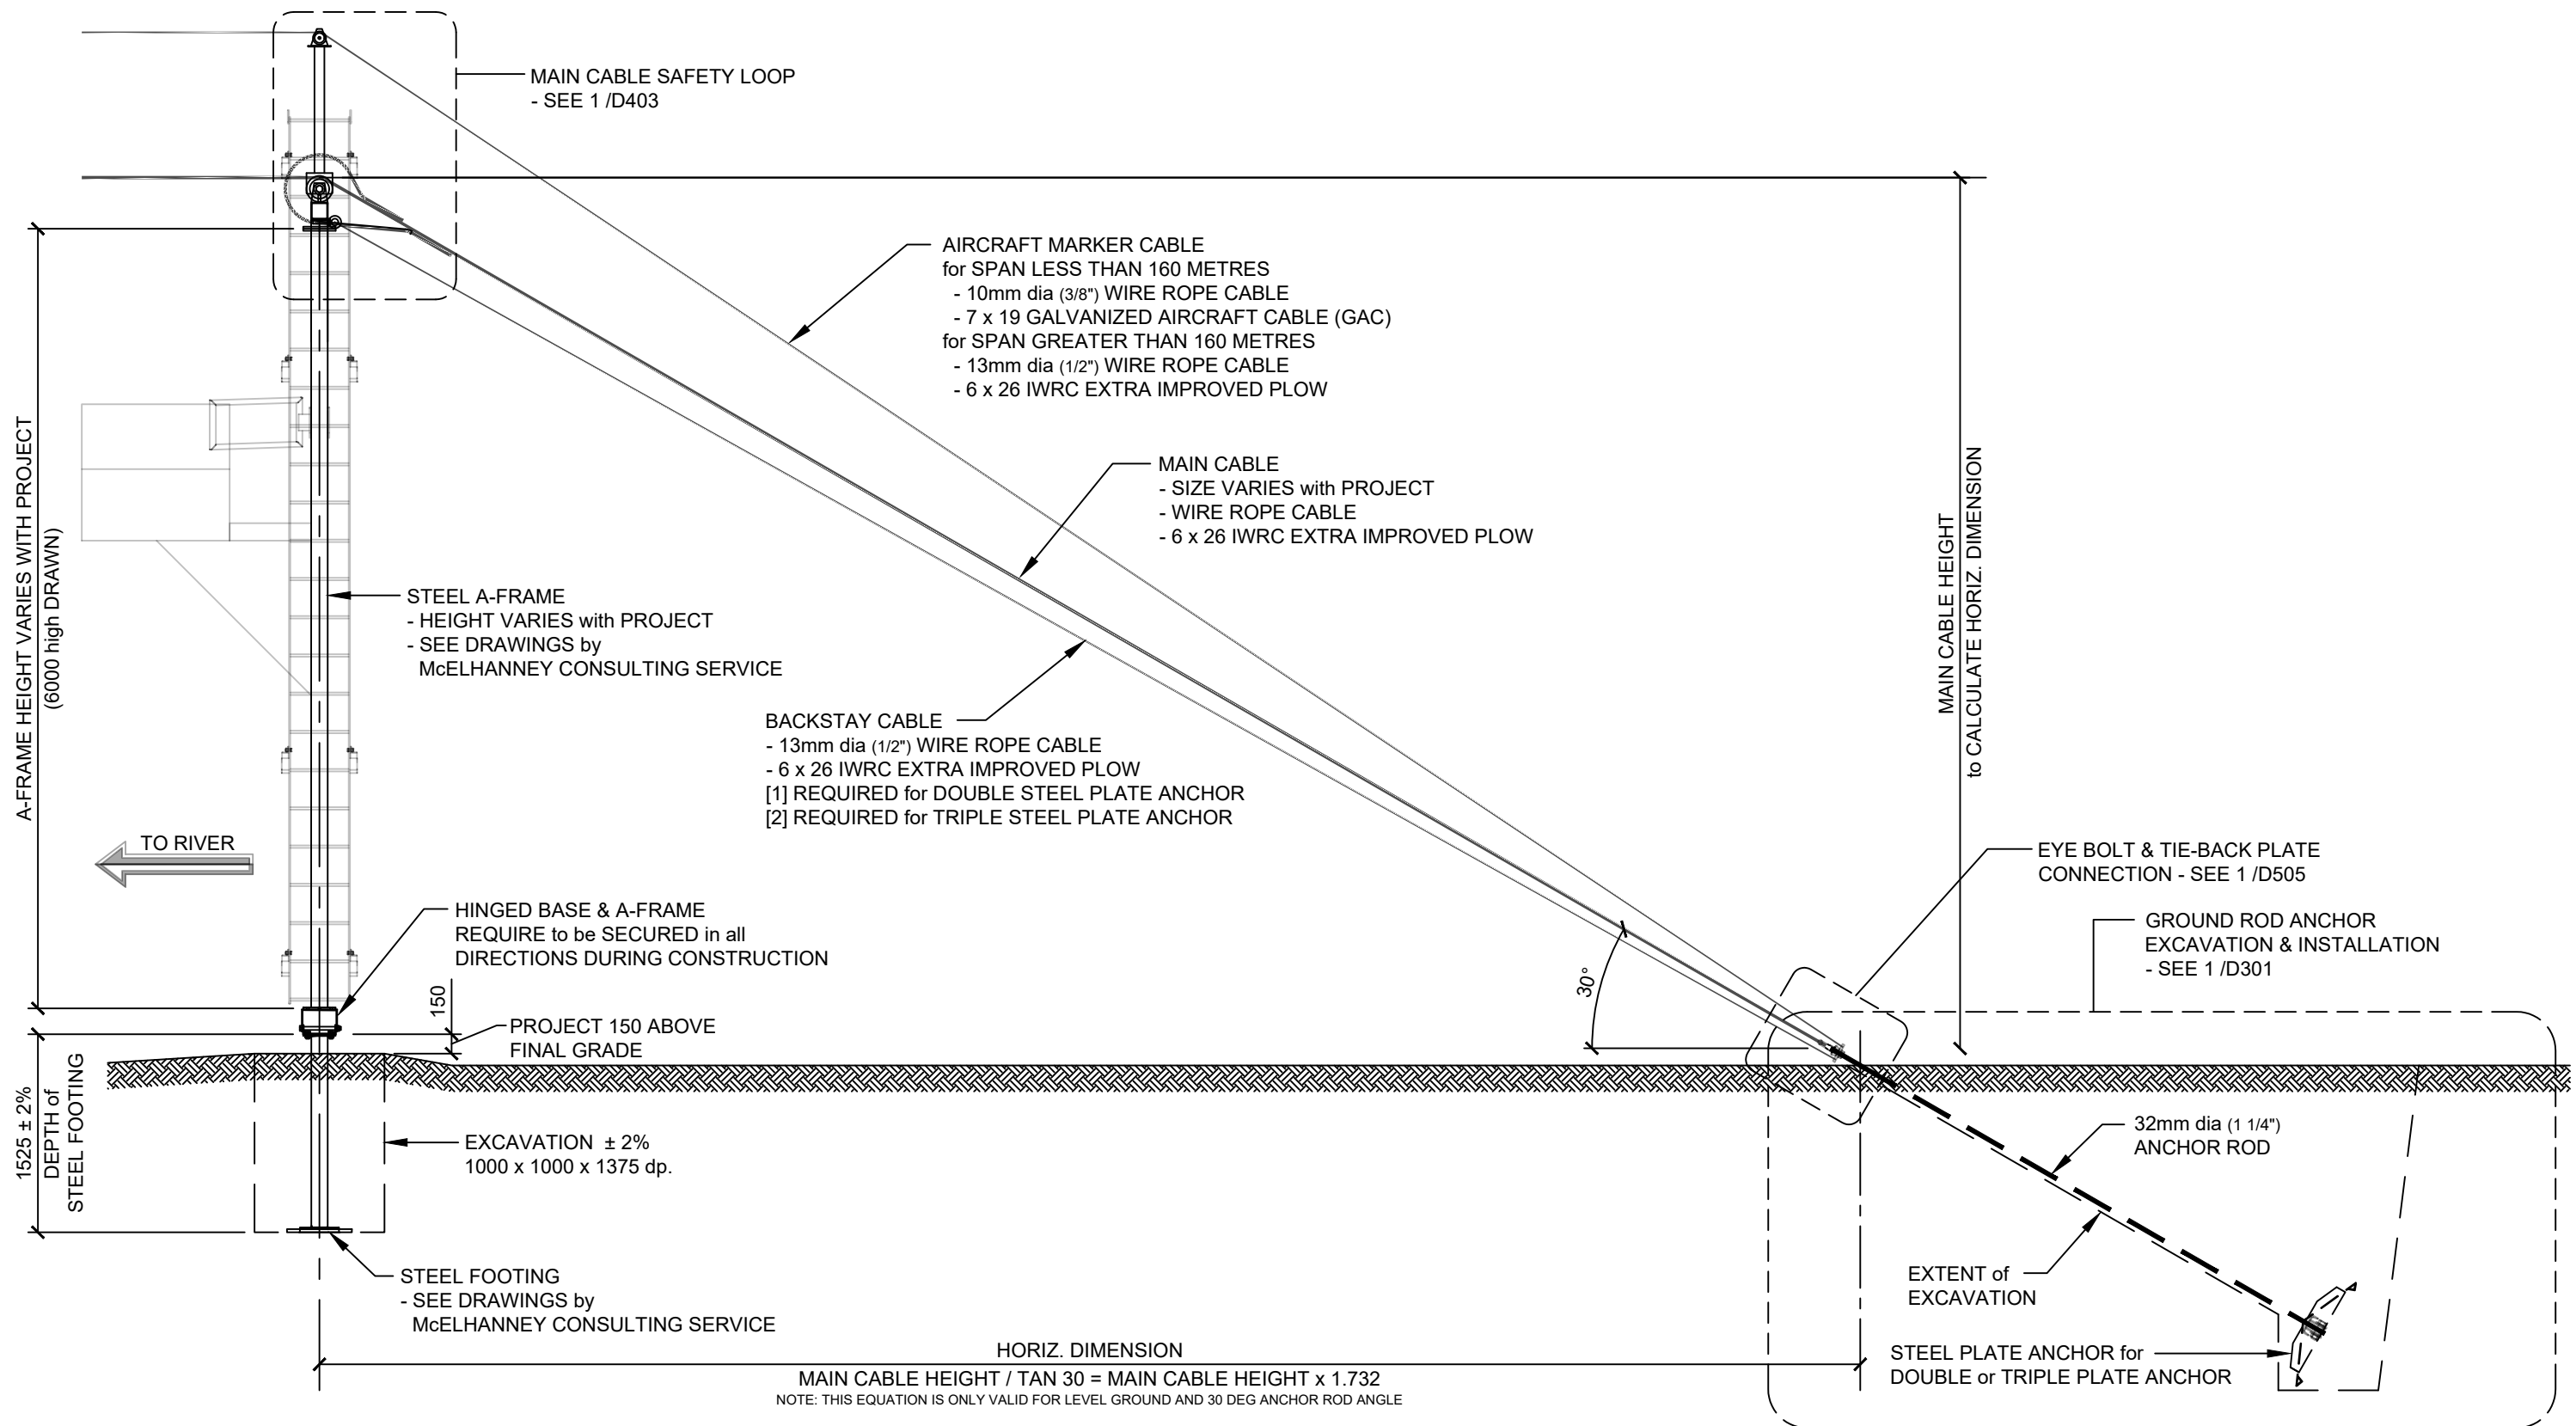 MAIN CABLE SAFETY LOOP
- SEE 1 /D403
AIRCRAFT MARKER CABLE
for SPAN LESS THAN 160 METRES
- 10mm dia (3/8") WIRE ROPE CABLE
- 7 x 19 GALVANIZED AIRCRAFT CABLE (GAC)
for SPAN GREATER THAN 160 METRES
- 13mm dia (1/2") WIRE ROPE CABLE
- 6 x 26 IWRC EXTRA IMPROVED PLOW
MAIN CABLE
- SIZE VARIES with PROJECT
- WIRE ROPE CABLE
- 6 x 26 IWRC EXTRA IMPROVED PLOW
MAIN CABLE HEIGHT
to CALCULATE HORIZ. DIMENSION
A-FRAME HEIGHT VARIES WITH PROJECT
(6000 high DRAWN)
STEEL A-FRAME
- HEIGHT VARIES with PROJECT
- SEE DRAWINGS by
McELHANNEY CONSULTING SERVICE
BACKSTAY CABLE
- 13mm dia (1/2") WIRE ROPE CABLE
- 6 x 26 IWRC EXTRA IMPROVED PLOW
[1] REQUIRED for DOUBLE STEEL PLATE ANCHOR
[2] REQUIRED for TRIPLE STEEL PLATE ANCHOR
TO RIVER
EYE BOLT & TIE-BACK PLATE
CONNECTION - SEE 1 /D505
HINGED BASE & A-FRAME
REQUIRE to be SECURED in all
DIRECTIONS DURING CONSTRUCTION
GROUND ROD ANCHOR
EXCAVATION & INSTALLATION
- SEE 1 /D301
30°
150
PROJECT 150 ABOVE
FINAL GRADE
1525 ± 2%
DEPTH of
STEEL FOOTING
EXCAVATION ± 2%
1000 x 1000 x 1375 dp.
32mm dia (1 1/4")
ANCHOR ROD
STEEL FOOTING
- SEE DRAWINGS by
McELHANNEY CONSULTING SERVICE
EXTENT of
EXCAVATION
STEEL PLATE ANCHOR for
DOUBLE or TRIPLE PLATE ANCHOR
HORIZ. DIMENSION
MAIN CABLE HEIGHT / TAN 30 = MAIN CABLE HEIGHT x 1.732
NOTE: THIS EQUATION IS ONLY VALID FOR LEVEL GROUND AND 30 DEG ANCHOR ROD ANGLE